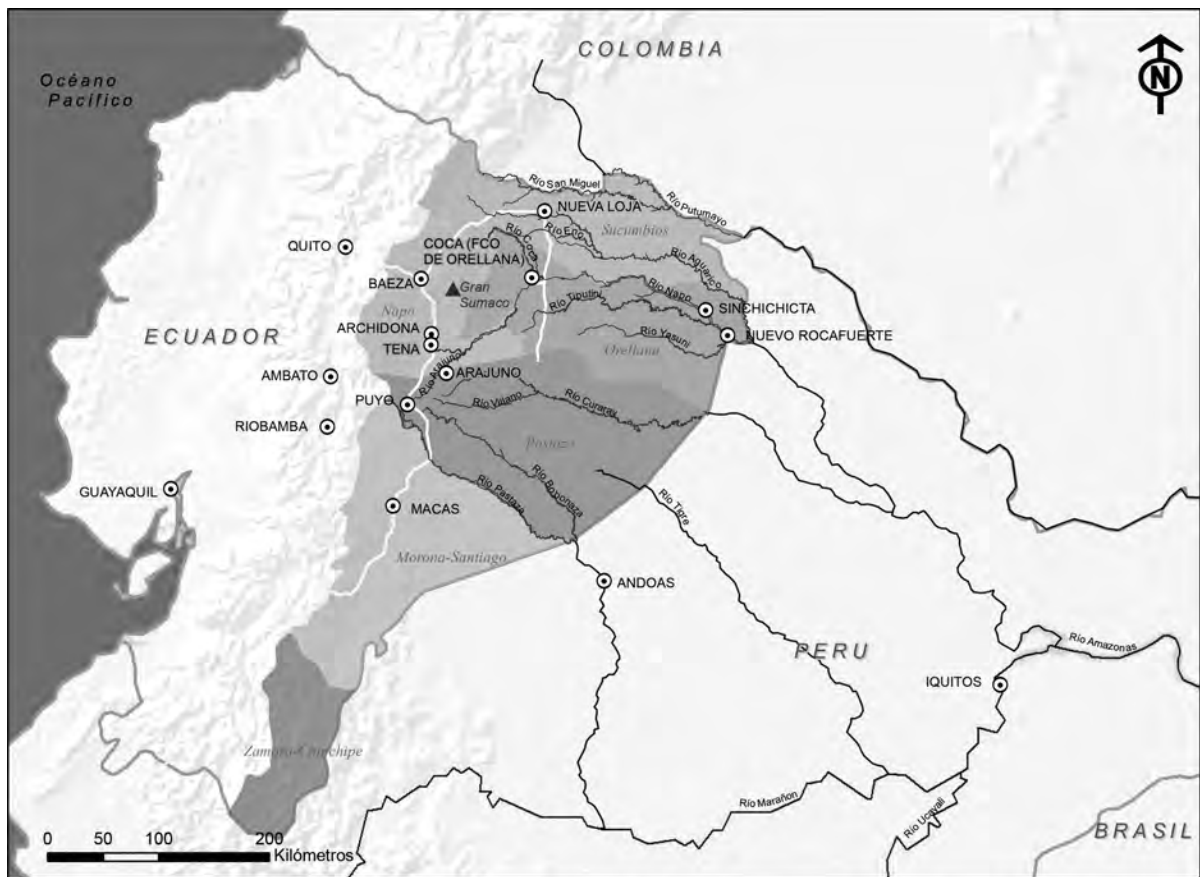 COLOMBIA
Océano
Pacífico
N
Río San Miguel
Río Putumayo
NUEVA LOJA
Río Eno
Sucumbios
QUITO
Río Coca
COCA (FCO
DE ORELLANA)
Río Aguarico
BAEZA
Gran
Sumaco
Río Napo
Río Tiputini
SINCHICHICTA
Napo
ECUADOR
ARCHIDONA
Río Yasuni
NUEVO ROCAFUERTE
TENA
Orellana
Río Arajuno
ARAJUNO
AMBATO
PUYO
Río Villano
Río Curaray
RIOBAMBA
Pastaza
GUAYAQUIL
Río Pastaza
Río Bobonaza
Río Tigre
MACAS
Morona-Santiago
ANDOAS
PERU
Río Amazonas
IQUITOS
Zamora-Chinchipe
Río Marañon
Río Ucayali
BRASIL
0 50 100 200
Kilómetros